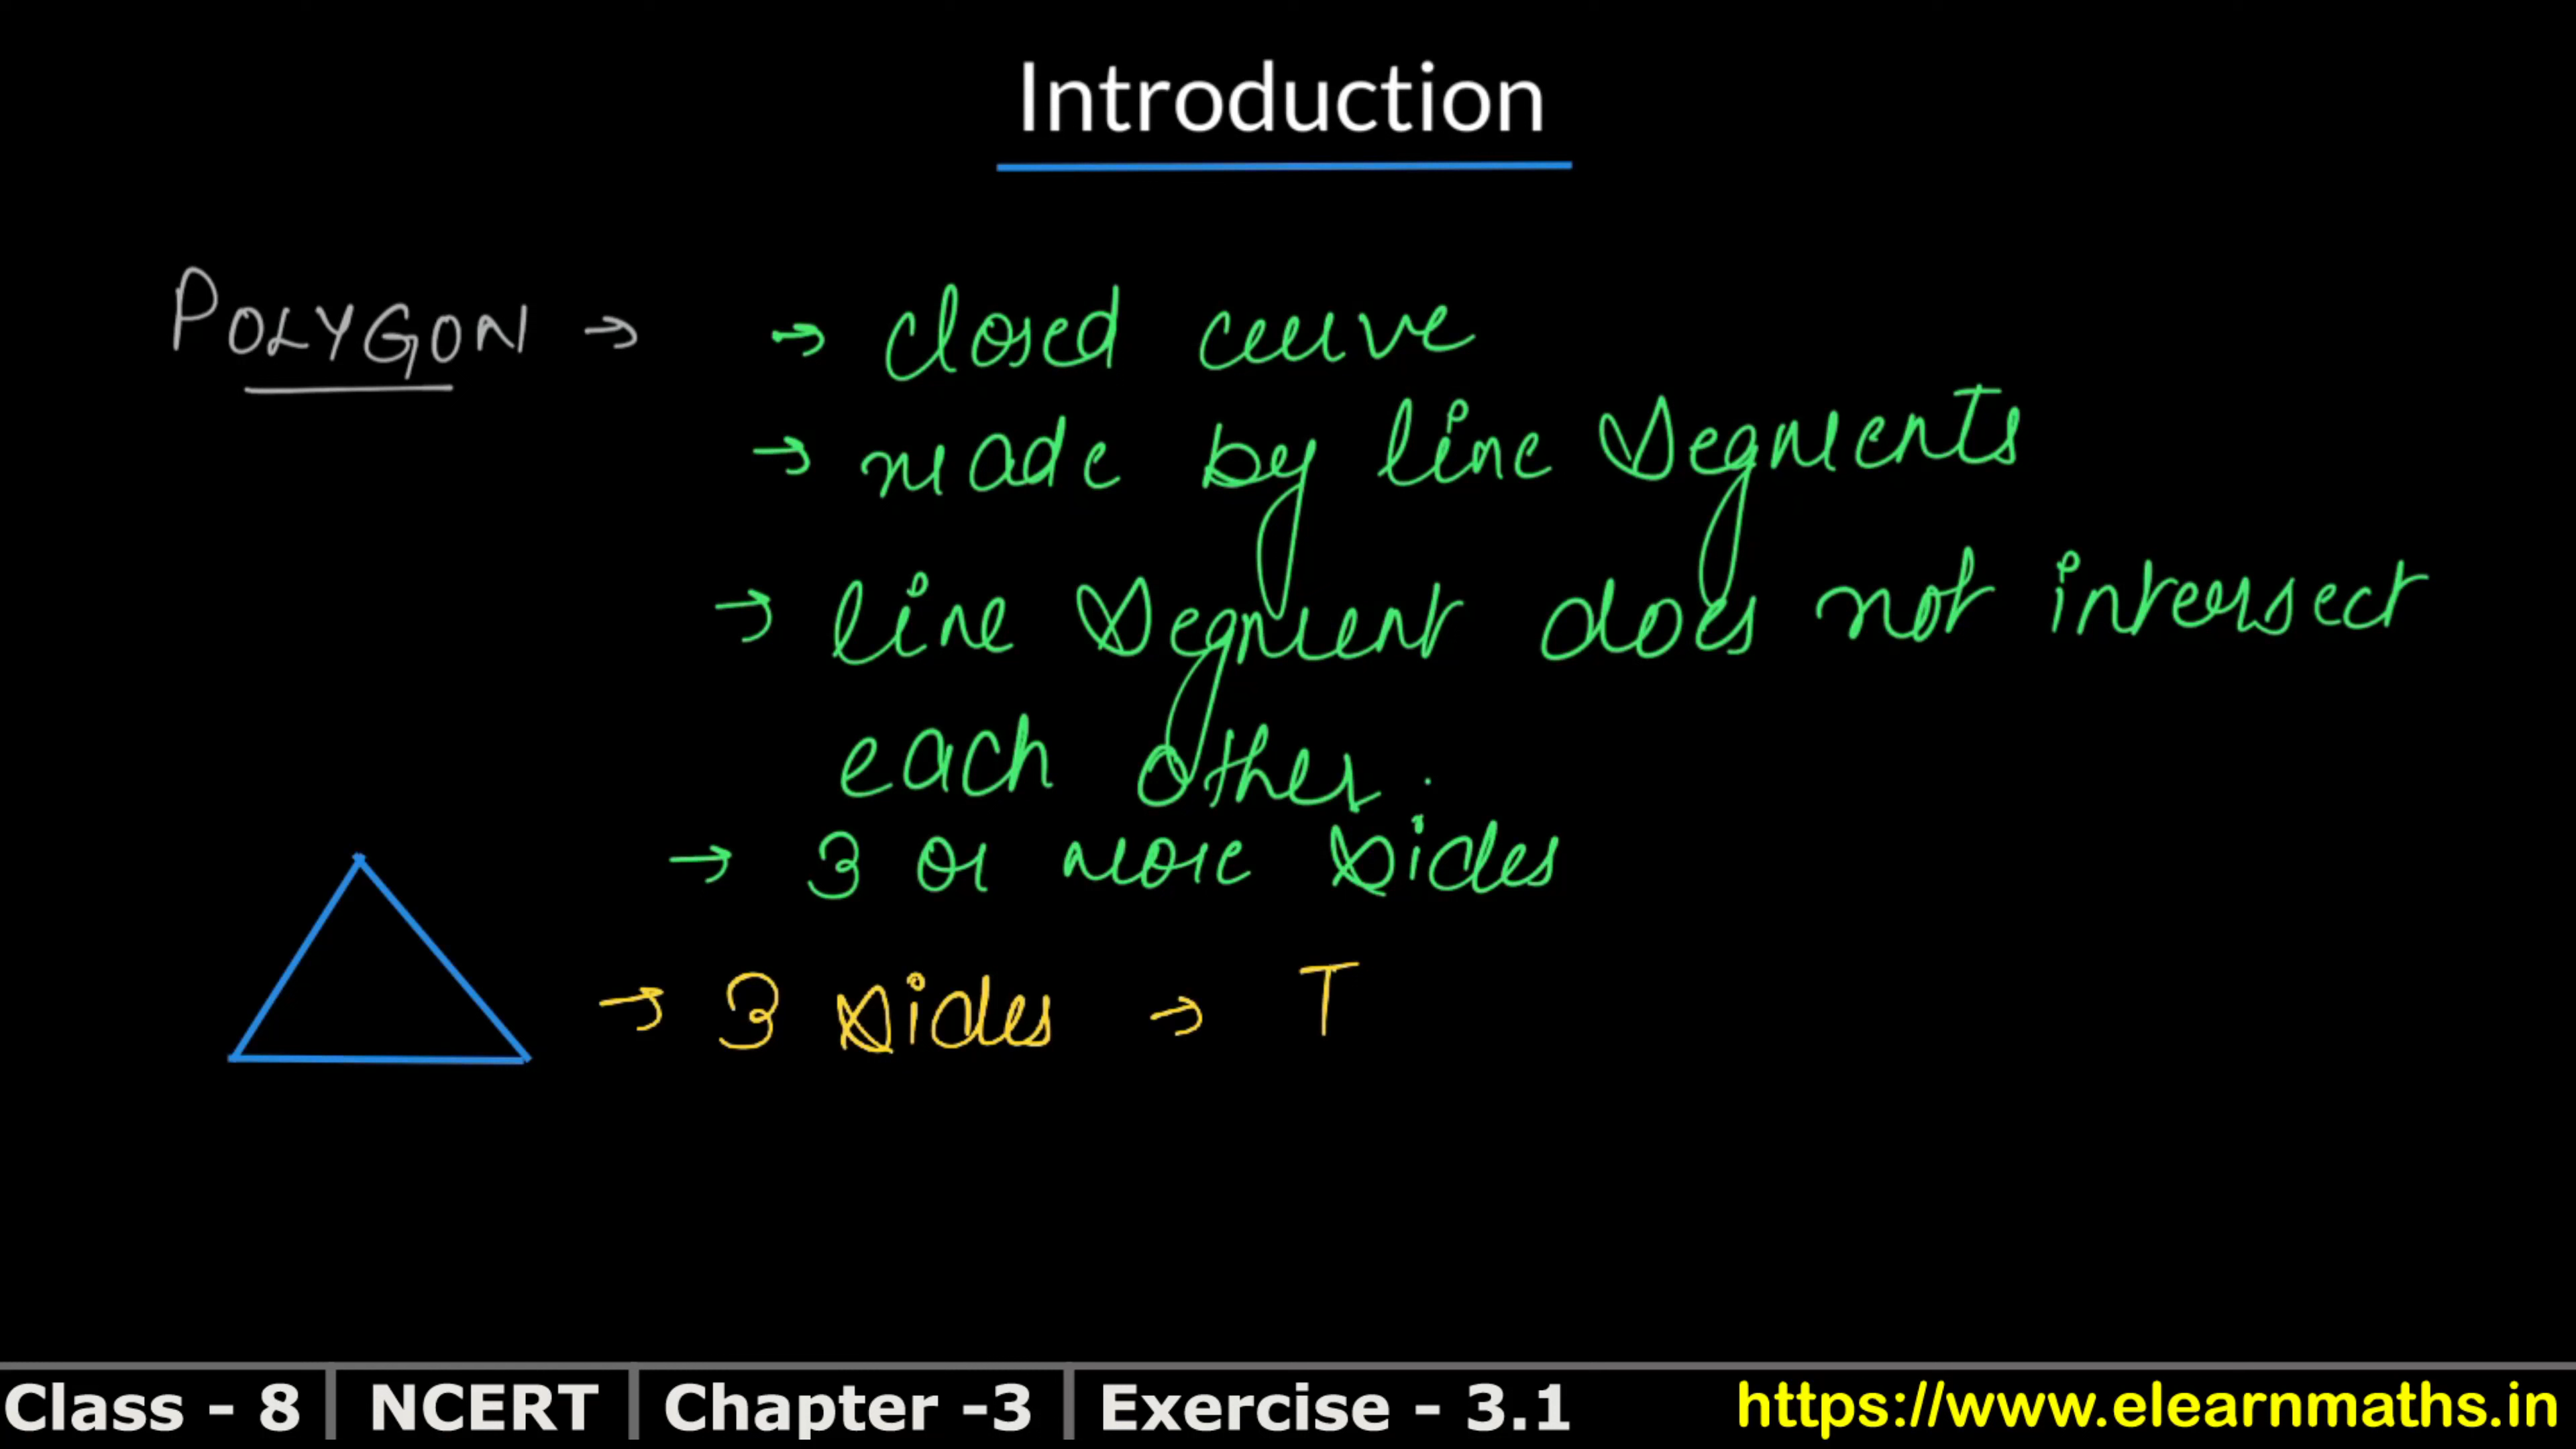 Introduction
POLYGON → → closed curve
→ made by line segments
→ line segment does not intersect
each other.
→ 3 or more sides
→ 3 sides → T
Class - 8 | NCERT | Chapter -3 | Exercise - 3.1 https://www.elearnmaths.in